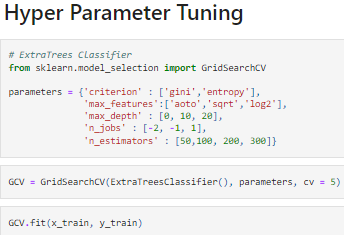 Hyper Parameter Tuning
# ExtraTrees Classifier
from sklearn.model_selection import GridSearchCV
parameters = {'criterion' : ['gini','entropy'],
'max_features':['aoto','sqrt','log2'],
'max_depth' : [0, 10, 20],
'n_jobs' : [-2, -1, 1],
'n_estimators' : [50,100, 200, 300]}
GCV = GridSearchCV(ExtraTreesClassifier(), parameters, cv = 5)
GCV.fit(x_train, y_train)